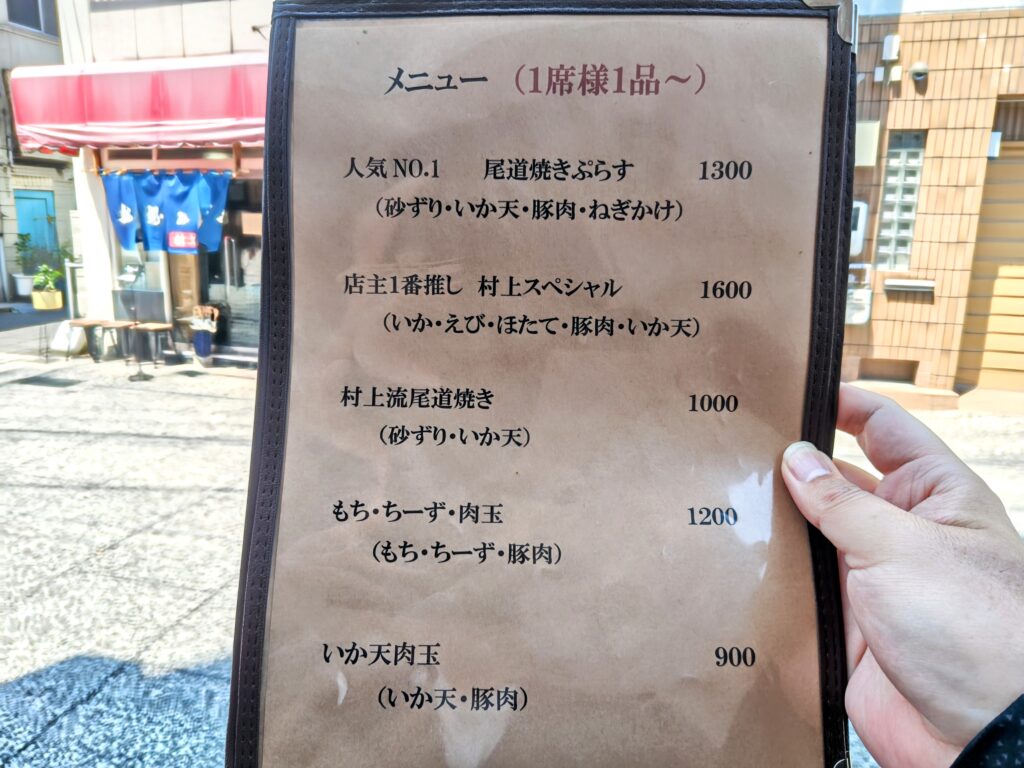 メニュー （1席様1品～）
人気NO.1 尾道焼きぷらす 1300
（砂ずり・いか天・豚肉・ねぎかけ）
店主1番推し 村上スペシャル 1600
（いか・えび・ほたて・豚肉・いか天）
村上流尾道焼き 1000
（砂ずり・いか天）
もち・ちーず・肉玉 1200
（もち・ちーず・豚肉）
いか天肉玉 900
（いか天・豚肉）